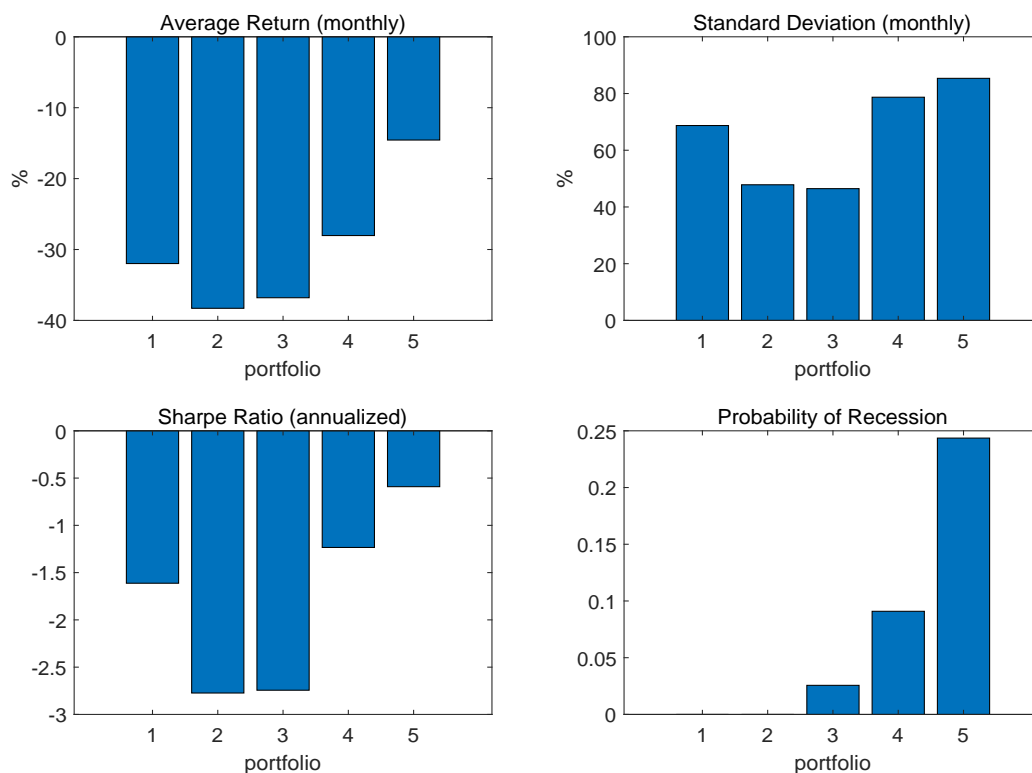 Average Return (monthly)
0
-10
-20
-30
-40
%
1 2 3 4 5
portfolio
Standard Deviation (monthly)
100
80
60
40
20
0
%
1 2 3 4 5
portfolio
Sharpe Ratio (annualized)
0
-0.5
-1
-1.5
-2
-2.5
-3
1 2 3 4 5
portfolio
Probability of Recession
0.25
0.2
0.15
0.1
0.05
0
1 2 3 4 5
portfolio